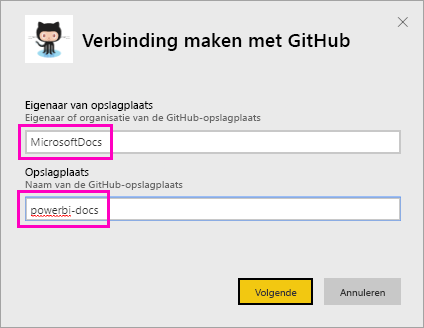 Verbinding maken met GitHub
Eigenaar van opslagplaats
Eigenaar of organisatie van de GitHub-opslagplaats
MicrosoftDocs
Opslagplaats
Naam van de GitHub-opslagplaats
powerbi-docs
Volgende
Annuleren